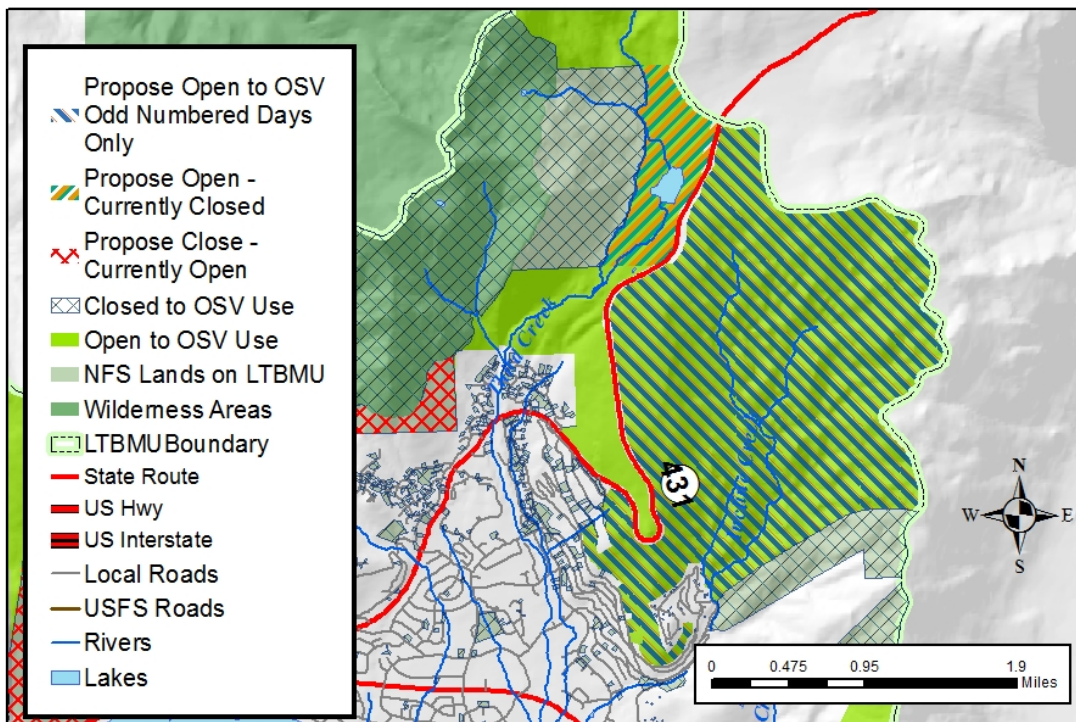 Propose Open to OSV
Odd Numbered Days
Only
Propose Open -
Currently Closed
Propose Close -
Currently Open
Closed to OSV Use
Open to OSV Use
NFS Lands on LTBMU
Wilderness Areas
LTBMU Boundary
State Route
US Hwy
US Interstate
Local Roads
USFS Roads
Rivers
Lakes
Creek
431
Creek
N
W
E
S
0
0.475
0.95
1.9
Miles